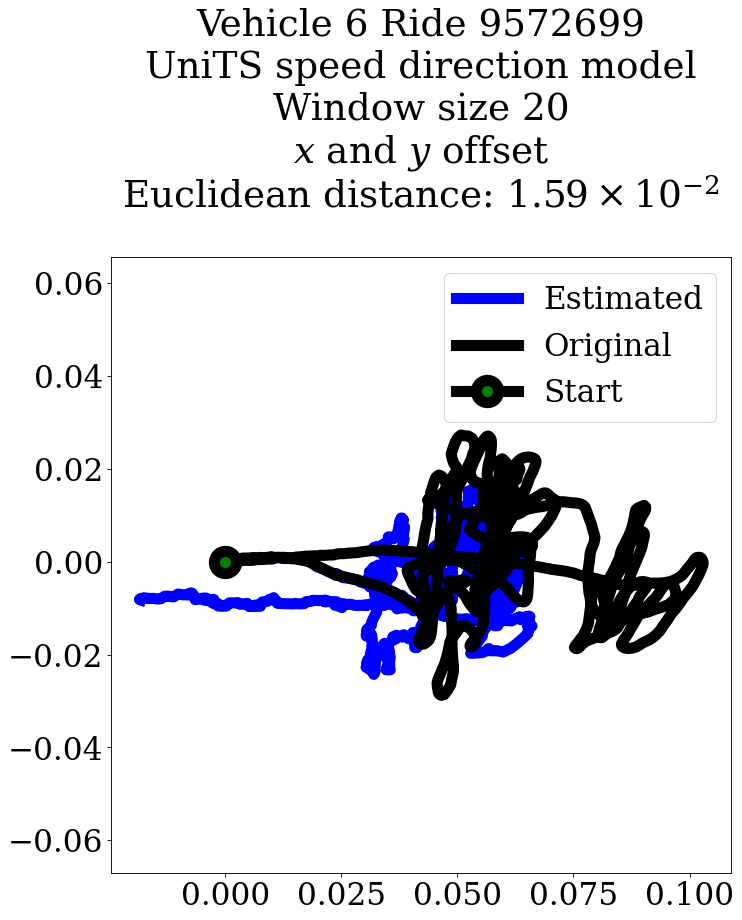 Vehicle 6 Ride 9572699
UniTS speed direction model
Window size 20
x and y offset
Euclidean distance: 1.59 × 10⁻²
Estimated
Original
Start
0.06
0.04
0.02
0.00
−0.02
−0.04
−0.06
0.000 0.025 0.050 0.075 0.100